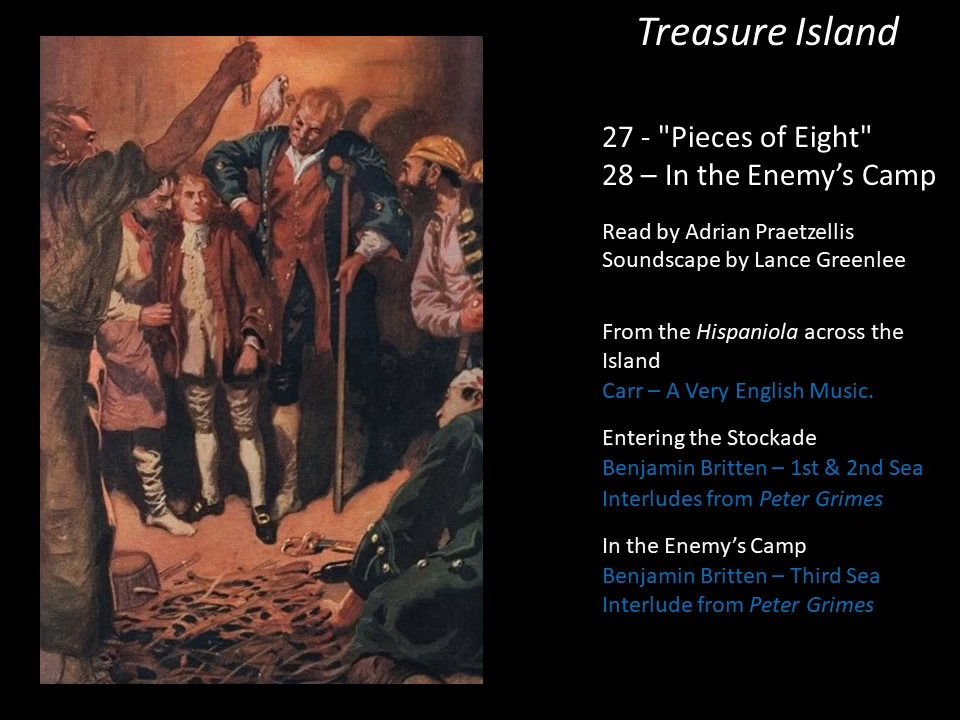 Treasure Island
27 - "Pieces of Eight"
28 – In the Enemy’s Camp
Read by Adrian Praetzellis
Soundscape by Lance Greenlee
From the Hispaniola across the
Island
Carr – A Very English Music.
Entering the Stockade
Benjamin Britten – 1st & 2nd Sea
Interludes from Peter Grimes
In the Enemy’s Camp
Benjamin Britten – Third Sea
Interlude from Peter Grimes